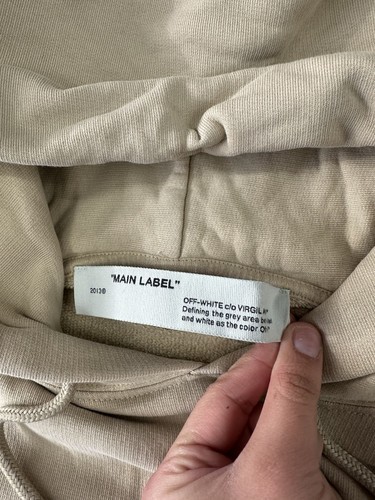 "MAIN LABEL"
2013©
OFF-WHITE c/o VIRGIL
Defining the grey area
and white as the color